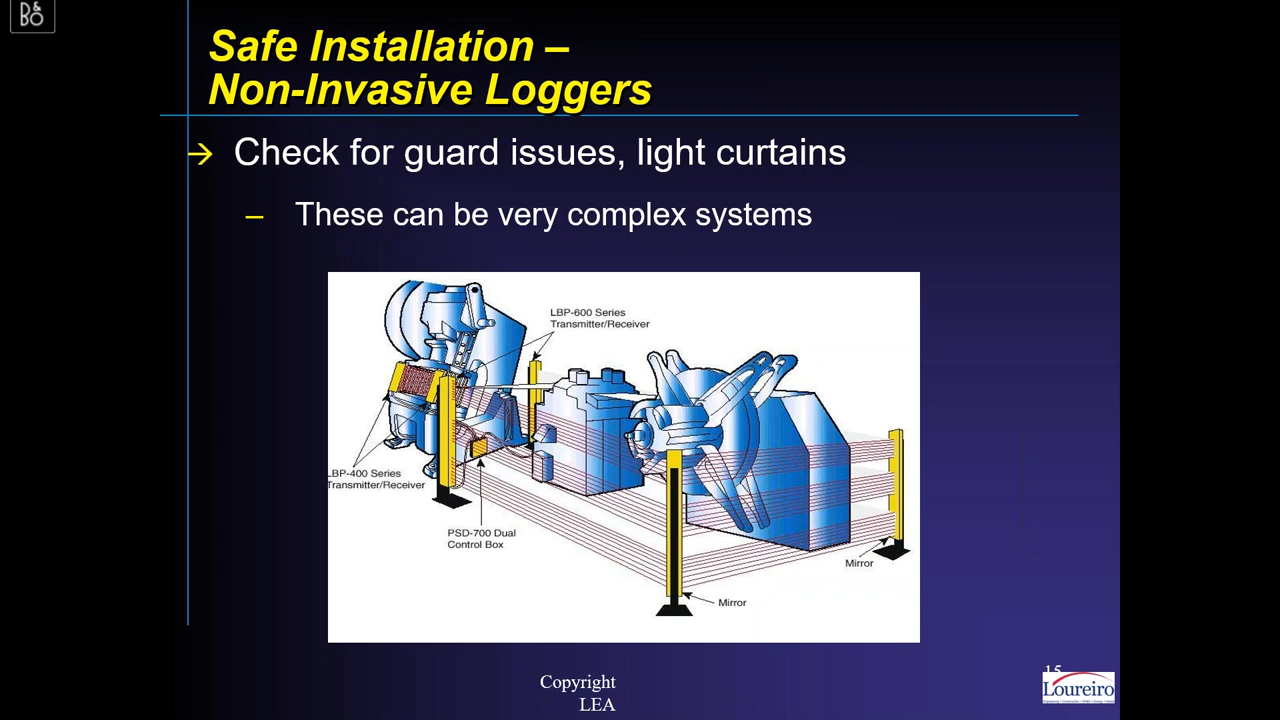 B&O
Safe Installation –
Non-Invasive Loggers
→ Check for guard issues, light curtains
– These can be very complex systems
LBP-600 Series
Transmitter/Receiver
LBP-400 Series
Transmitter/Receiver
PSD-700 Dual
Control Box
Mirror
Mirror
Copyright
LEA
15
Loureiro